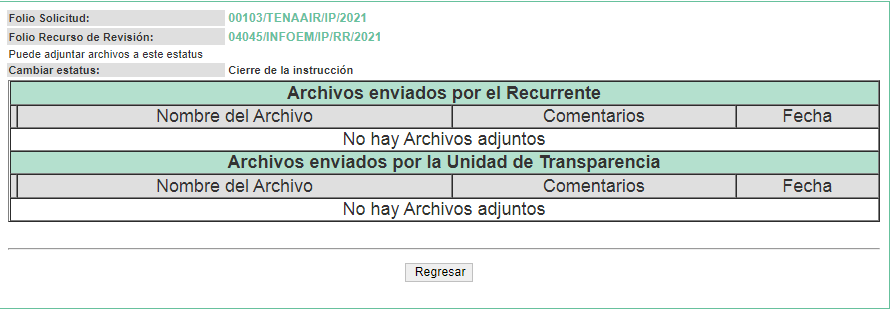 Folio Solicitud: 00103/TENAAIR/IP/2021
Folio Recurso de Revisión: 04045/INFOEM/IP/RR/2021
Puede adjuntar archivos a este estatus
Cambiar estatus: Cierre de la instrucción
Archivos enviados por el Recurrente
Nombre del Archivo Comentarios Fecha
No hay Archivos adjuntos
Archivos enviados por la Unidad de Transparencia
Nombre del Archivo Comentarios Fecha
No hay Archivos adjuntos
Regresar